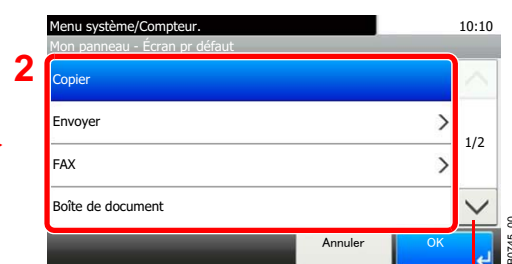 Menu système/Compteur. 10:10
Mon panneau - Écran pr défaut
2
Copier
Envoyer
1/2
FAX
Boîte de document
Annuler OK
B0745_00